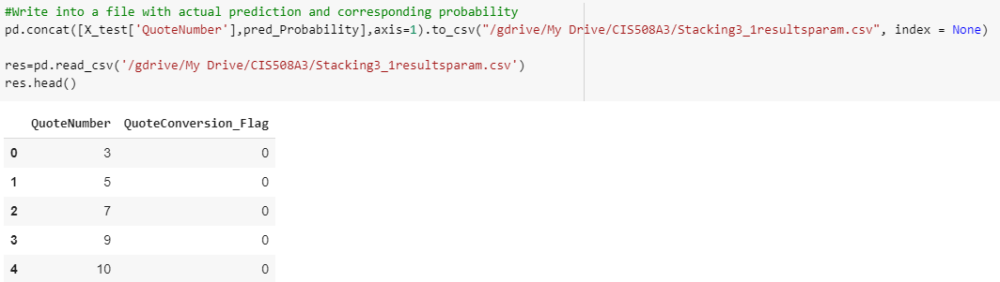 #Write into a file with actual prediction and corresponding probability
pd.concat([X_test['QuoteNumber'],pred_Probability],axis=1).to_csv("/gdrive/My Drive/CIS508A3/Stacking3_1resultsparam.csv", index = None)
res=pd.read_csv('/gdrive/My Drive/CIS508A3/Stacking3_1resultsparam.csv')
res.head()
QuoteNumber QuoteConversion_Flag
0 3 0
1 5 0
2 7 0
3 9 0
4 10 0